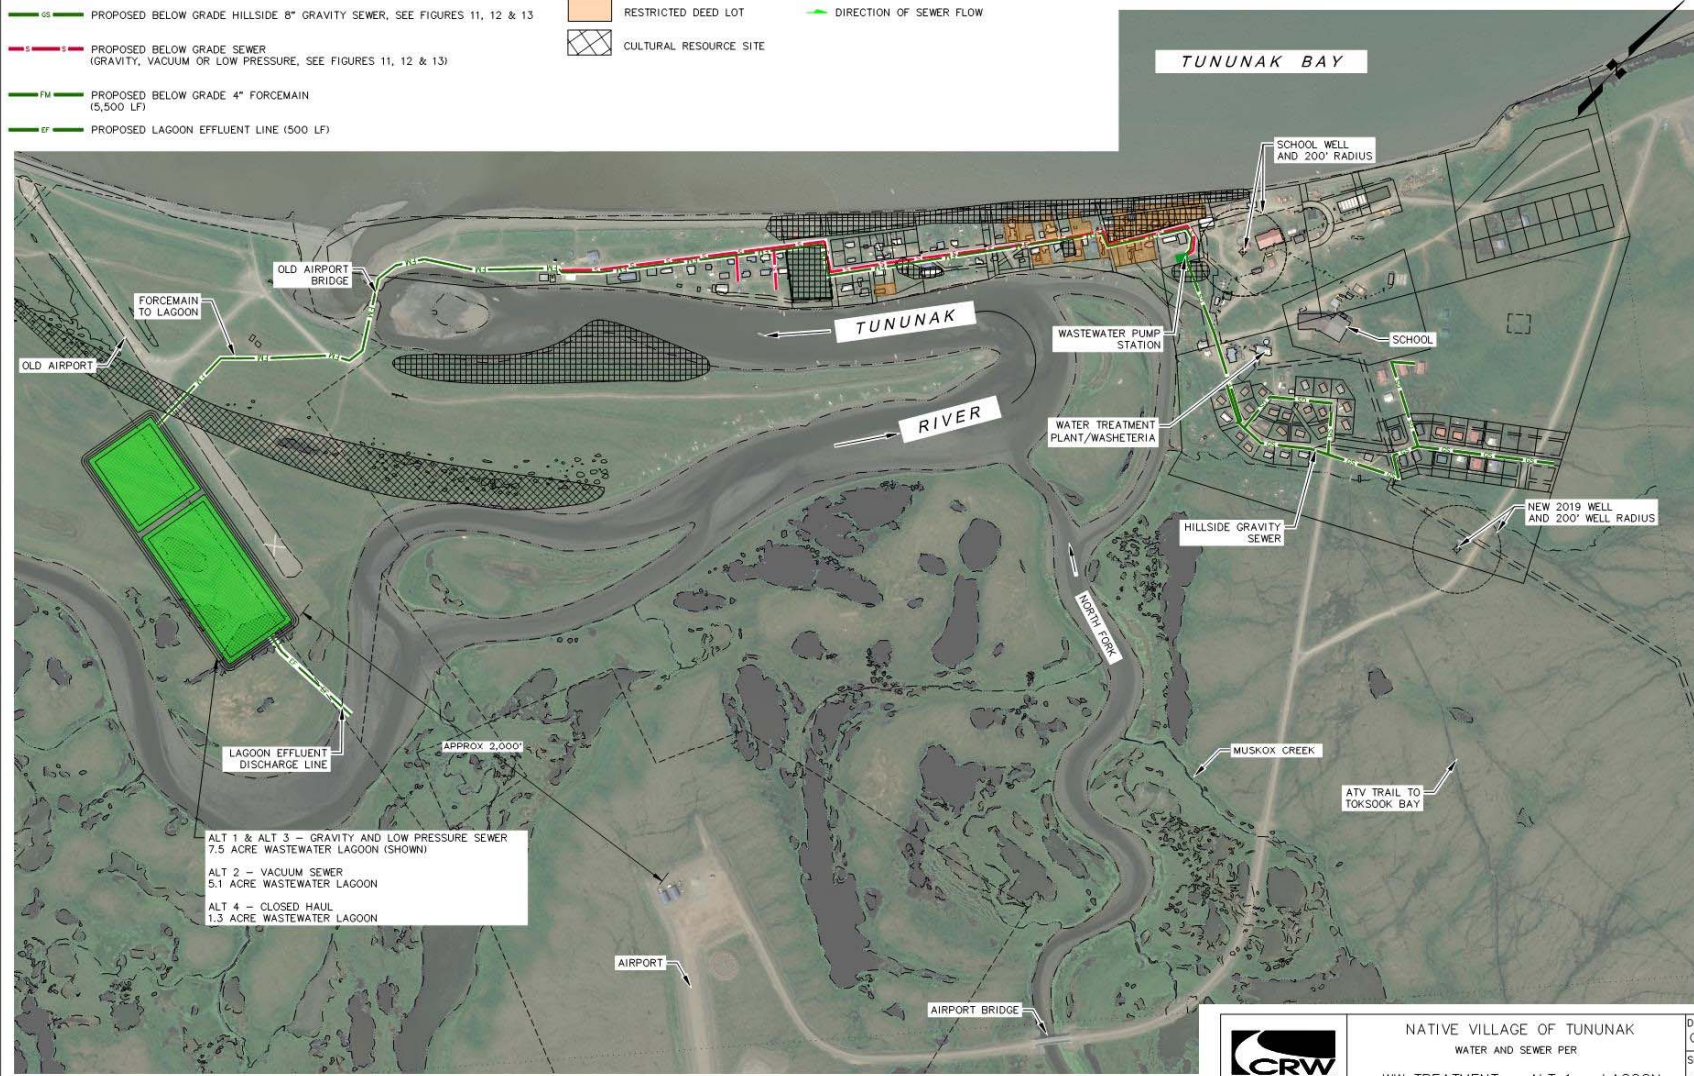 GS PROPOSED BELOW GRADE HILLSIDE 8" GRAVITY SEWER, SEE FIGURES 11, 12 & 13
S S PROPOSED BELOW GRADE SEWER
(GRAVITY, VACUUM OR LOW PRESSURE, SEE FIGURES 11, 12 & 13)
FM PROPOSED BELOW GRADE 4" FORCEMAIN
(5,500 LF)
EF PROPOSED LAGOON EFFLUENT LINE (500 LF)
RESTRICTED DEED LOT
CULTURAL RESOURCE SITE
DIRECTION OF SEWER FLOW
TUNUNAK BAY
SCHOOL WELL
AND 200' RADIUS
OLD AIRPORT
BRIDGE
FORCEMAIN
TO LAGOON
OLD AIRPORT
TUNUNAK
RIVER
WASTEWATER PUMP
STATION
SCHOOL
WATER TREATMENT
PLANT/WASHETERIA
HILLSIDE GRAVITY
SEWER
NEW 2019 WELL
AND 200' WELL RADIUS
NORTH FORK
LAGOON EFFLUENT
DISCHARGE LINE
APPROX 2,000'
MUSKOX CREEK
ATV TRAIL TO
TOKSOOK BAY
ALT 1 & ALT 3 – GRAVITY AND LOW PRESSURE SEWER
7.5 ACRE WASTEWATER LAGOON (SHOWN)
ALT 2 – VACUUM SEWER
5.1 ACRE WASTEWATER LAGOON
ALT 4 – CLOSED HAUL
1.3 ACRE WASTEWATER LAGOON
AIRPORT
AIRPORT BRIDGE
CRW
NATIVE VILLAGE OF TUNUNAK
WATER AND SEWER PER